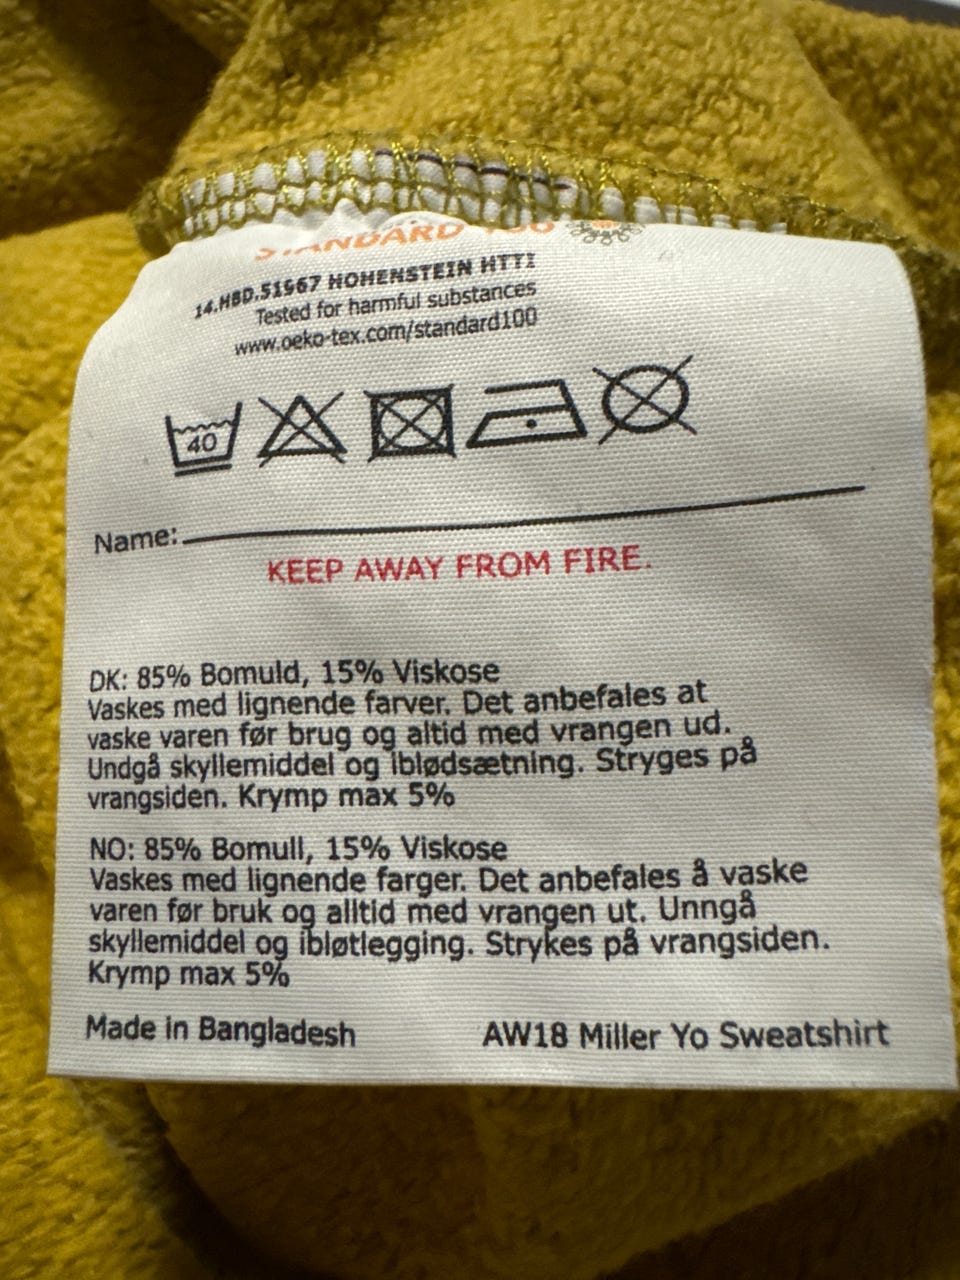 STANDARD 100
14.HBD.51967 HOHENSTEIN HTTI
Tested for harmful substances
www.oeko-tex.com/standard100
40
Name:
KEEP AWAY FROM FIRE.
DK: 85% Bomuld, 15% Viskose
Vaskes med lignende farver. Det anbefales at
vaske varen før brug og altid med vrangen ud.
Undgå skyllemiddel og iblødsætning. Stryges på
vrangsiden. Krymp max 5%
NO: 85% Bomull, 15% Viskose
Vaskes med lignende farger. Det anbefales å vaske
varen før bruk og alltid med vrangen ut. Unngå
skyllemiddel og ibløtlegging. Strykes på vrangsiden.
Krymp max 5%
Made in Bangladesh AW18 Miller Yo Sweatshirt